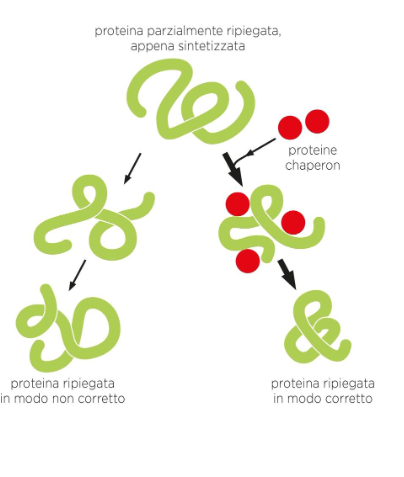 proteina parzialmente ripiegata,
appena sintetizzata
proteine
chaperon
proteina ripiegata
in modo non corretto
proteina ripiegata
in modo corretto